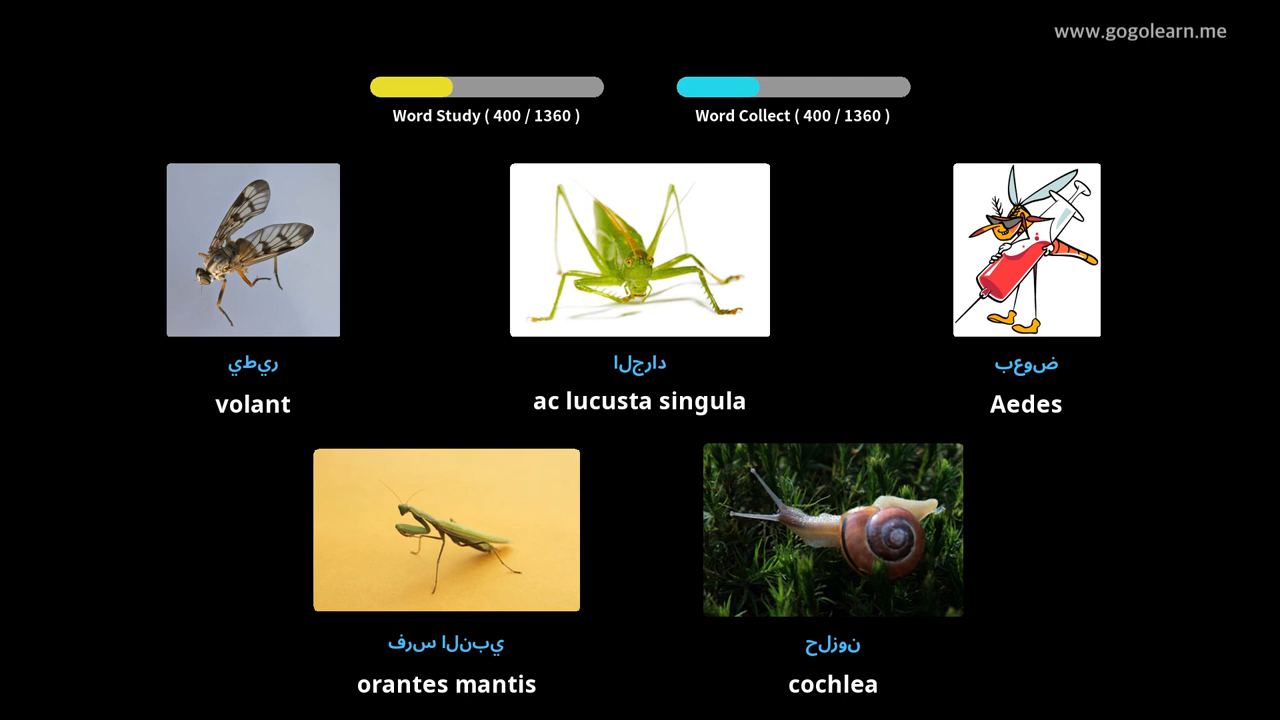 www.gogolearn.me
Word Study ( 400 / 1360 )
Word Collect ( 400 / 1360 )
يطير
الجراد
بعوض
volant
ac lucusta singula
Aedes
فرس النبي
حلزون
orantes mantis
cochlea